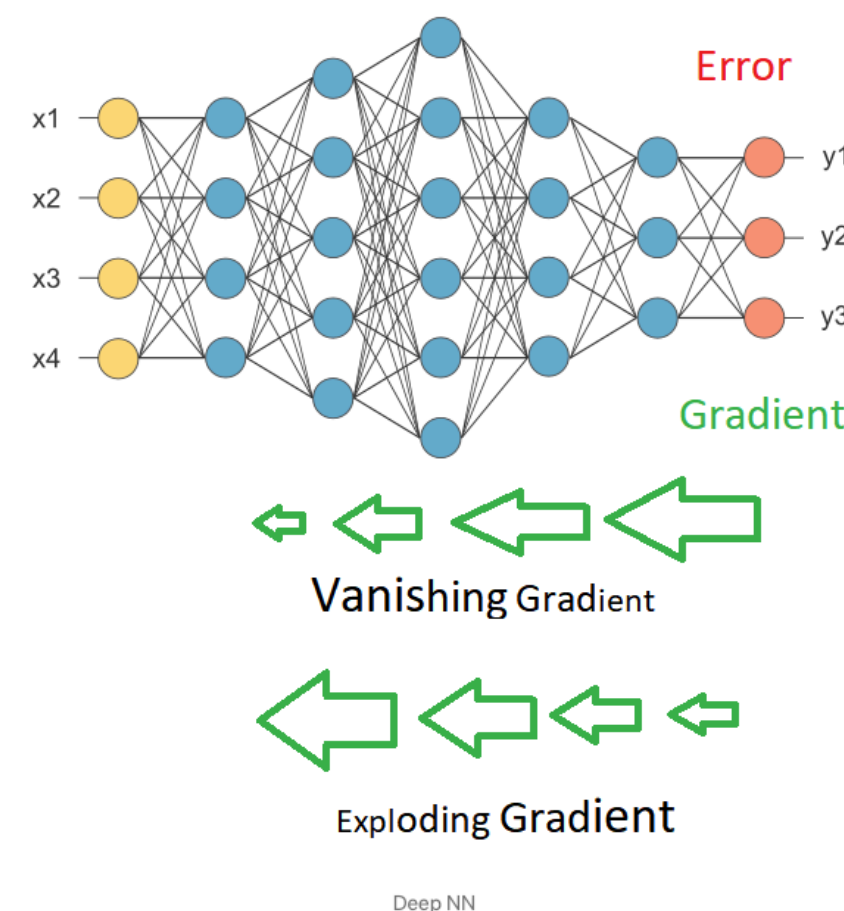 Error
x1
y1
x2
y2
x3
y3
x4
Gradient
Vanishing Gradient
Exploding Gradient
Deep NN